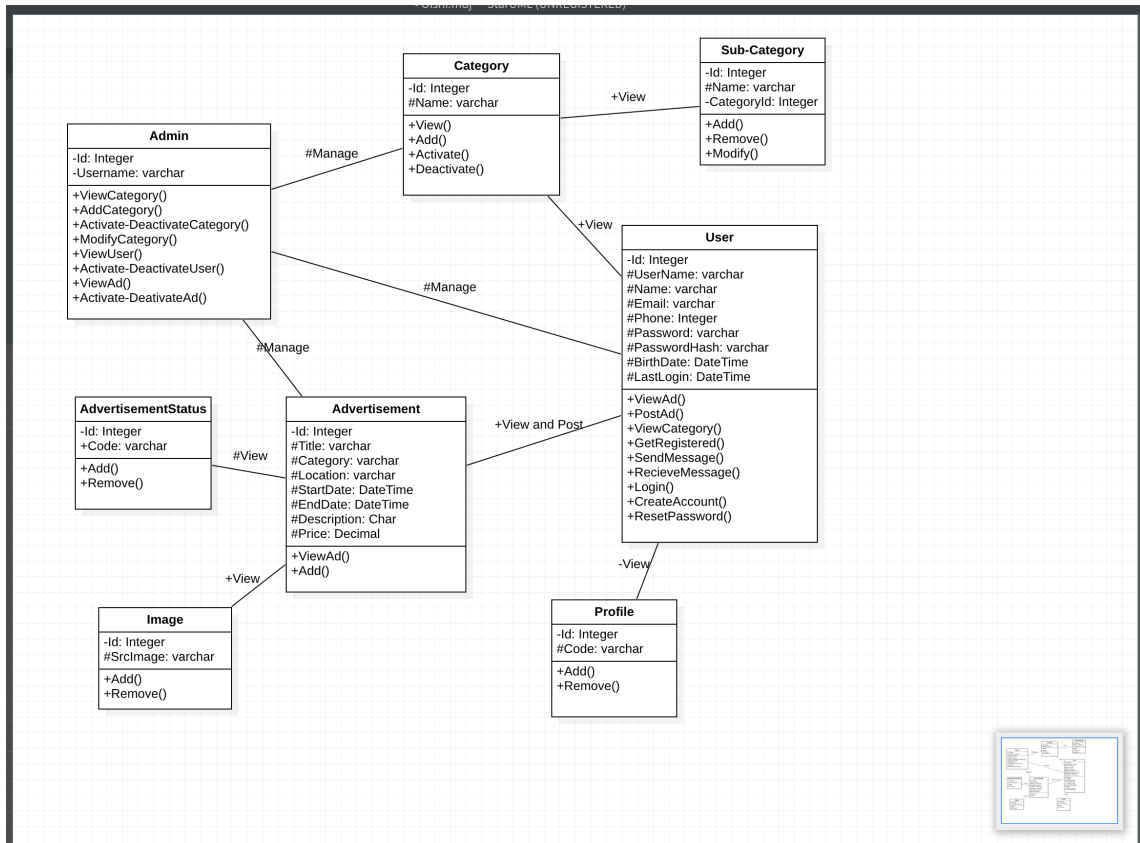 Sub-Category
-Id: Integer
#Name: varchar
-CategoryId: Integer
+Add()
+Remove()
+Modify()
Category
-Id: Integer
#Name: varchar
+View()
+Add()
+Activate()
+Deactivate()
+View
Admin
-Id: Integer
-Username: varchar
+ViewCategory()
+AddCategory()
+Activate-DeactivateCategory()
+ModifyCategory()
+ViewUser()
+Activate-DeactivateUser()
+ViewAd()
+Activate-DeativateAd()
#Manage
+View
#Manage
#Manage
User
-Id: Integer
#UserName: varchar
#Name: varchar
#Email: varchar
#Phone: Integer
#Password: varchar
#PasswordHash: varchar
#BirthDate: DateTime
#LastLogin: DateTime
+ViewAd()
+PostAd()
+ViewCategory()
+GetRegistered()
+SendMessage()
+RecieveMessage()
+Login()
+CreateAccount()
+ResetPassword()
AdvertisementStatus
-Id: Integer
+Code: varchar
+Add()
+Remove()
#View
Advertisement
-Id: Integer
#Title: varchar
#Category: varchar
#Location: varchar
#StartDate: DateTime
#EndDate: DateTime
#Description: Char
#Price: Decimal
+ViewAd()
+Add()
+View and Post
+View
-View
Image
-Id: Integer
#SrcImage: varchar
+Add()
+Remove()
Profile
-Id: Integer
#Code: varchar
+Add()
+Remove()